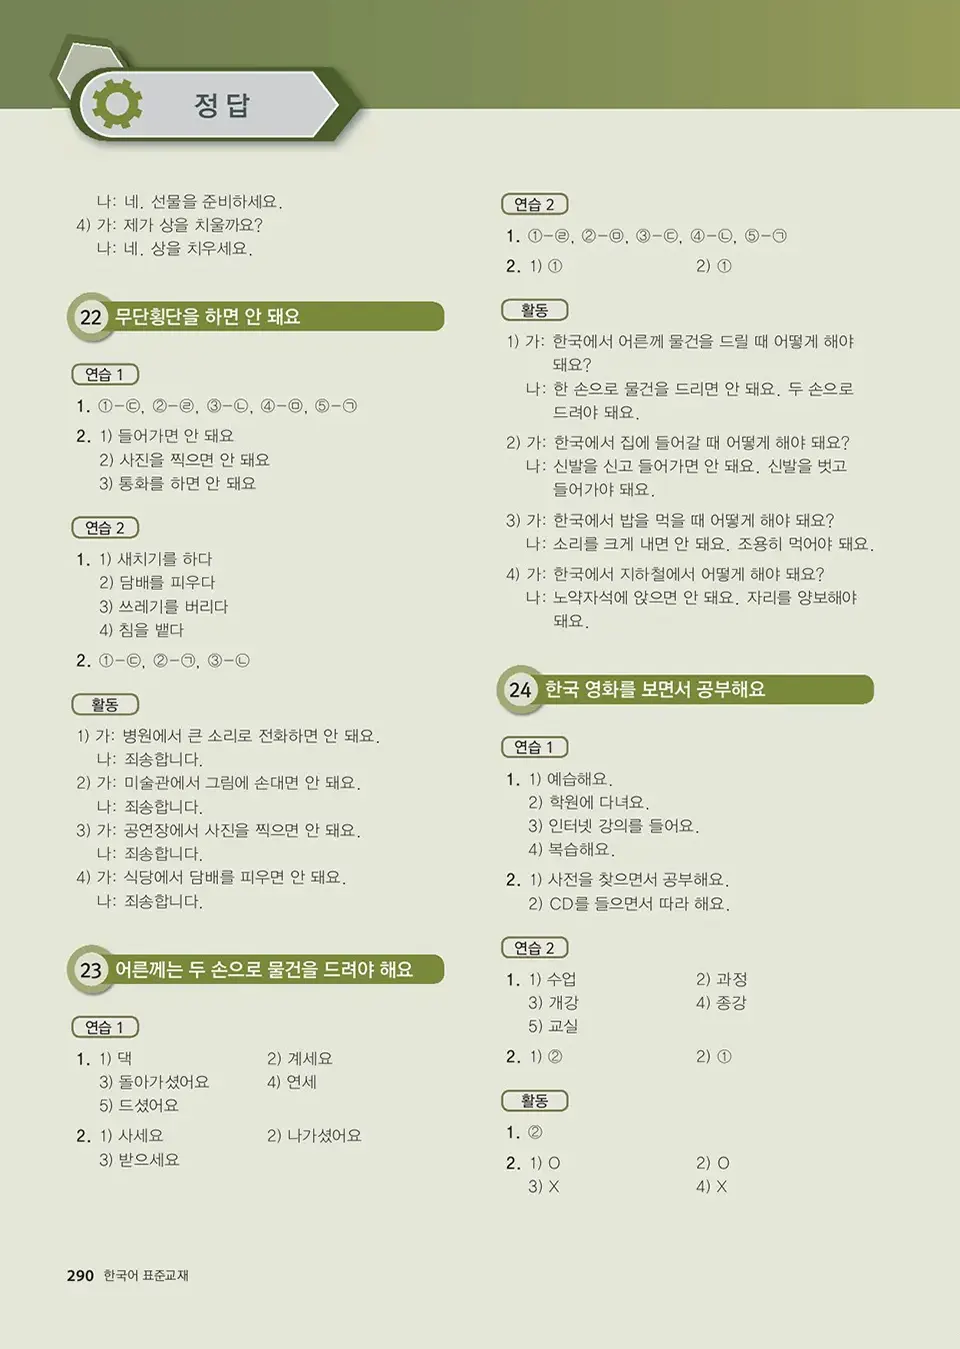 정답
나: 네. 선물을 준비하세요.
4) 가: 제가 상을 치울까요?
나: 네. 상을 치우세요.
22 무단횡단을 하면 안 돼요
연습 1
1. ①-㉢, ②-㉣, ③-㉡, ④-㉤, ⑤-㉠
2. 1) 들어가면 안 돼요
2) 사진을 찍으면 안 돼요
3) 통화를 하면 안 돼요
연습 2
1. 1) 새치기를 하다
2) 담배를 피우다
3) 쓰레기를 버리다
4) 침을 뱉다
2. ①-㉢, ②-㉠, ③-㉡
활동
1) 가: 병원에서 큰 소리로 전화하면 안 돼요.
나: 죄송합니다.
2) 가: 미술관에서 그림에 손대면 안 돼요.
나: 죄송합니다.
3) 가: 공연장에서 사진을 찍으면 안 돼요.
나: 죄송합니다.
4) 가: 식당에서 담배를 피우면 안 돼요.
나: 죄송합니다.
23 어른께는 두 손으로 물건을 드려야 해요
연습 1
1. 1) 댁 2) 계세요
3) 돌아가셨어요 4) 연세
5) 드셨어요
2. 1) 사세요 2) 나가셨어요
3) 받으세요
연습 2
1. ①-㉣, ②-㉤, ③-㉢, ④-㉡, ⑤-㉠
2. 1) ① 2) ①
활동
1) 가: 한국에서 어른께 물건을 드릴 때 어떻게 해야
돼요?
나: 한 손으로 물건을 드리면 안 돼요. 두 손으로
드려야 돼요.
2) 가: 한국에서 집에 들어갈 때 어떻게 해야 돼요?
나: 신발을 신고 들어가면 안 돼요. 신발을 벗고
들어가야 돼요.
3) 가: 한국에서 밥을 먹을 때 어떻게 해야 돼요?
나: 소리를 크게 내면 안 돼요. 조용히 먹어야 돼요.
4) 가: 한국에서 지하철에서 어떻게 해야 돼요?
나: 노약자석에 앉으면 안 돼요. 자리를 양보해야
돼요.
24 한국 영화를 보면서 공부해요
연습 1
1. 1) 예습해요.
2) 학원에 다녀요.
3) 인터넷 강의를 들어요.
4) 복습해요.
2. 1) 사전을 찾으면서 공부해요.
2) CD를 들으면서 따라 해요.
연습 2
1. 1) 수업 2) 과정
3) 개강 4) 종강
5) 교실
2. 1) ② 2) ①
활동
1. ②
2. 1) O 2) O
3) X 4) X
290 한국어 표준교재